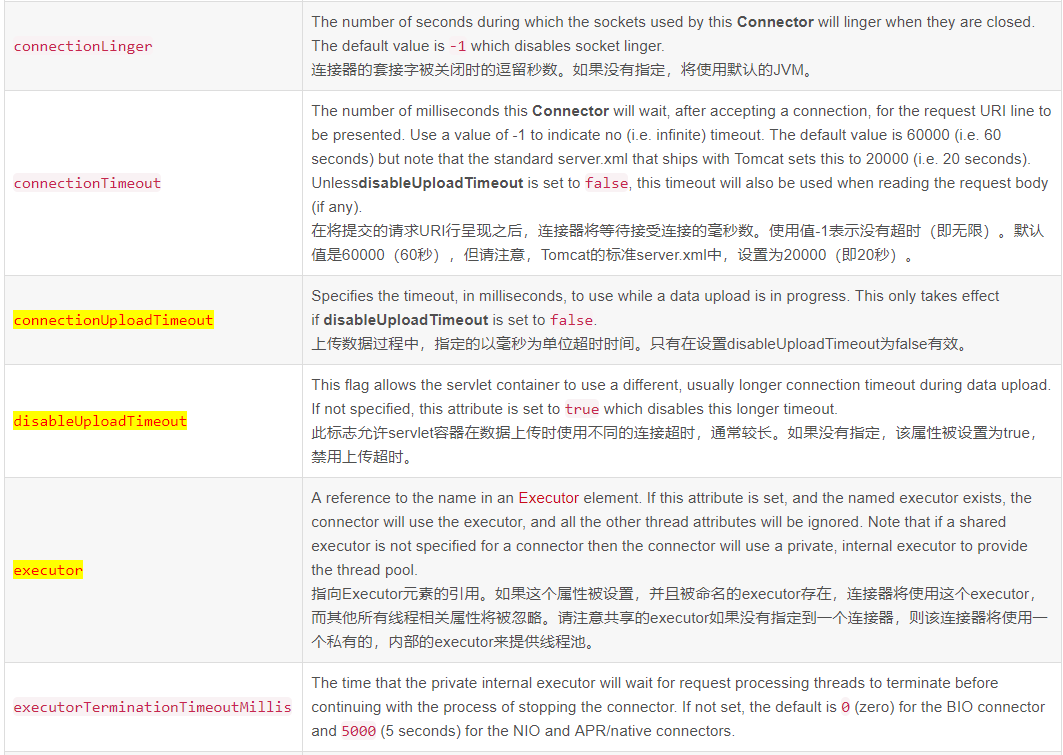 connectionLinger
The number of seconds during which the sockets used by this Connector will linger when they are closed.
The default value is -1 which disables socket linger.
连接器的套接字被关闭时的逗留秒数。如果没有指定，将使用默认的JVM。
connectionTimeout
The number of milliseconds this Connector will wait, after accepting a connection, for the request URI line to
be presented. Use a value of -1 to indicate no (i.e. infinite) timeout. The default value is 60000 (i.e. 60
seconds) but note that the standard server.xml that ships with Tomcat sets this to 20000 (i.e. 20 seconds).
UnlessdisableUploadTimeout is set to false, this timeout will also be used when reading the request body
(if any).
在将提交的请求URI行呈现之后，连接器将等待接受连接的毫秒数。使用值-1表示没有超时（即无限）。默认
值是60000（60秒），但请注意，Tomcat的标准server.xml中，设置为20000（即20秒）。
connectionUploadTimeout
Specifies the timeout, in milliseconds, to use while a data upload is in progress. This only takes effect
if disableUploadTimeout is set to false.
上传数据过程中，指定的以毫秒为单位超时时间。只有在设置disableUploadTimeout为false有效。
disableUploadTimeout
This flag allows the servlet container to use a different, usually longer connection timeout during data upload.
If not specified, this attribute is set to true which disables this longer timeout.
此标志允许servlet容器在数据上传时使用不同的连接超时，通常较长。如果没有指定，该属性被设置为true，
禁用上传超时。
executor
A reference to the name in an Executor element. If this attribute is set, and the named executor exists, the
connector will use the executor, and all the other thread attributes will be ignored. Note that if a shared
executor is not specified for a connector then the connector will use a private, internal executor to provide
the thread pool.
指向Executor元素的引用。如果这个属性被设置，并且被命名的executor存在，连接器将使用这个executor，
而其他所有线程相关属性将被忽略。请注意共享的executor如果没有指定到一个连接器，则该连接器将使用一
个私有的，内部的executor来提供线程池。
executorTerminationTimeoutMillis
The time that the private internal executor will wait for request processing threads to terminate before
continuing with the process of stopping the connector. If not set, the default is 0 (zero) for the BIO connector
and 5000 (5 seconds) for the NIO and APR/native connectors.